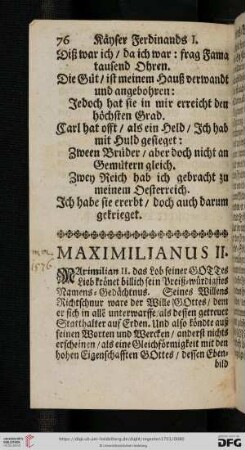 76 Käyser Ferdinands I.
Diß war ich / da ich war: frag Fama
tausend Ohren.
Die Güt / ist meinem Hauß verwandt
und angebohren:
Jedoch hat sie in mir erreicht den
höchsten Grad.
Carl hat offt / als ein Held / Ich hab
mit Huld gesieget:
Zween Brüder / aber doch nicht an
Gemütern gleich.
Zwey Reich hab ich gebracht zu
meinem Oesterreich.
Ich habe sie ererbt / doch auch darum
gekrieget.
MAXIMILIANUS II.
1576
MAximilian II. das Lob seiner GOTTes
Lieb krönet billich sein Preißwürdigstes
Namens-Gedächtnus. Seines Willens
Richtschnur ware der Wille GOttes / dem
er sich in allē unterwarffe / als dessen getreuer
Statthalter auf Erden. Und also köndte auß
seinen Worten und Wercken / anderst nichts
erscheinen / als eine Gleichförmigkeit mit den
hohen Eigenschafften GOttes / dessen Eben-
bild